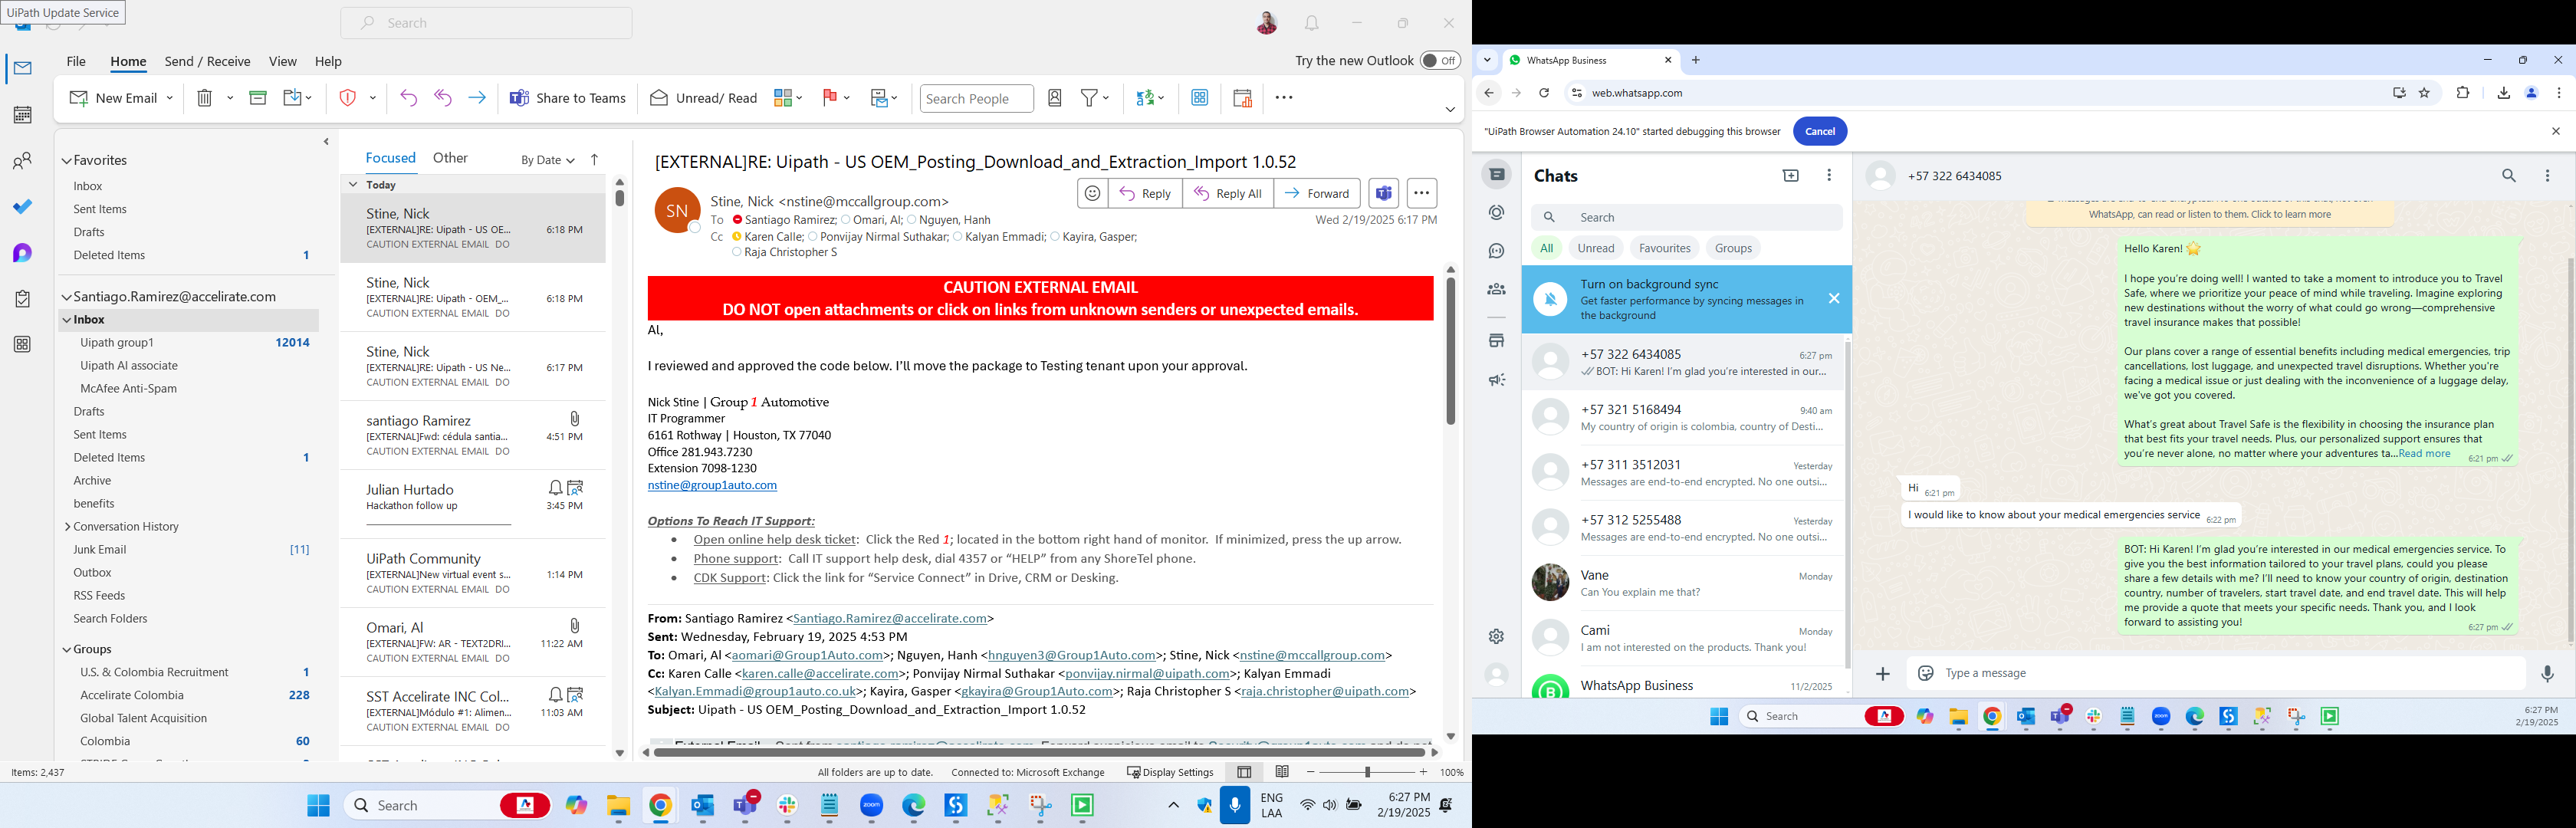 UiPath Update Service
Search
File Home Send / Receive View Help
Try the new Outlook Off
New Email
Share to Teams
Unread/ Read
Search People
Favorites
Inbox
Sent Items
Drafts
Deleted Items 1
Santiago.Ramirez@accelirate.com
Inbox
Uipath group1 12014
Uipath AI associate
McAfee Anti-Spam
Drafts
Sent Items
Deleted Items 1
Archive
benefits
Conversation History
Junk Email [11]
Outbox
RSS Feeds
Search Folders
Groups
U.S. & Colombia Recruitment 1
Accelirate Colombia 228
Global Talent Acquisition
Colombia 60
Focused Other By Date
Today
Stine, Nick
[EXTERNAL]RE: Uipath - US OE... 6:18 PM
CAUTION EXTERNAL EMAIL DO
Stine, Nick
[EXTERNAL]RE: Uipath - OEM_... 6:18 PM
CAUTION EXTERNAL EMAIL DO
Stine, Nick
[EXTERNAL]RE: Uipath - US Ne... 6:17 PM
CAUTION EXTERNAL EMAIL DO
santiago Ramirez
[EXTERNAL]Fwd: cédula santia... 4:51 PM
CAUTION EXTERNAL EMAIL DO
Julian Hurtado
Hackathon follow up 3:45 PM
UiPath Community
[EXTERNAL]New virtual event s... 1:14 PM
CAUTION EXTERNAL EMAIL DO
Omari, Al
[EXTERNAL]FW: AR - TEXT2DRI... 11:22 AM
CAUTION EXTERNAL EMAIL DO
SST Accelirate INC Col...
[EXTERNAL]Módulo #1: Alimen... 11:03 AM
CAUTION EXTERNAL EMAIL DO
[EXTERNAL]RE: Uipath - US OEM_Posting_Download_and_Extraction_Import 1.0.52
SN
Stine, Nick <nstine@mccallgroup.com>
Reply Reply All Forward
To Santiago Ramirez; Omari, Al; Nguyen, Hanh
Wed 2/19/2025 6:17 PM
Cc Karen Calle; Ponvijay Nirmal Suthakar; Kalyan Emmadi; Kayira, Gasper;
Raja Christopher S
CAUTION EXTERNAL EMAIL
DO NOT open attachments or click on links from unknown senders or unexpected emails.
Al,
I reviewed and approved the code below. I'll move the package to Testing tenant upon your approval.
Nick Stine | Group 1 Automotive
IT Programmer
6161 Rothway | Houston, TX 77040
Office 281.943.7230
Extension 7098-1230
nstine@group1auto.com
Options To Reach IT Support:
• Open online help desk ticket: Click the Red 1; located in the bottom right hand of monitor. If minimized, press the up arrow.
• Phone support: Call IT support help desk, dial 4357 or “HELP” from any ShoreTel phone.
• CDK Support: Click the link for “Service Connect” in Drive, CRM or Desking.
From: Santiago Ramirez <Santiago.Ramirez@accelirate.com>
Sent: Wednesday, February 19, 2025 4:53 PM
To: Omari, Al <aomari@Group1Auto.com>; Nguyen, Hanh <hnguyen3@Group1Auto.com>; Stine, Nick <nstine@mccallgroup.com>
Cc: Karen Calle <karen.calle@accelirate.com>; Ponvijay Nirmal Suthakar <ponvijay.nirmal@uipath.com>; Kalyan Emmadi
<Kalyan.Emmadi@group1auto.co.uk>; Kayira, Gasper <gkayira@Group1Auto.com>; Raja Christopher S <raja.christopher@uipath.com>
Subject: Uipath - US OEM_Posting_Download_and_Extraction_Import 1.0.52
Items: 2,437
All folders are up to date. Connected to: Microsoft Exchange Display Settings 100%
Search
zoom
ENG
LAA
6:27 PM
2/19/2025
WhatsApp Business
web.whatsapp.com
"UiPath Browser Automation 24.10" started debugging this browser Cancel
Chats
Search
All Unread Favourites Groups
Turn on background sync
Get faster performance by syncing messages in
the background
+57 322 6434085 6:27 pm
BOT: Hi Karen! I'm glad you're interested in our...
+57 321 5168494 9:40 am
My country of origin is colombia, country of Desti...
+57 311 3512031 Yesterday
Messages are end-to-end encrypted. No one outsi...
+57 312 5255488 Yesterday
Messages are end-to-end encrypted. No one outsi...
Vane Monday
Can You explain me that?
Cami Monday
I am not interested on the products. Thank you!
WhatsApp Business 11/2/2025
+57 322 6434085
WhatsApp, can read or listen to them. Click to learn more
Hello Karen! 🌟
I hope you're doing well! I wanted to take a moment to introduce you to Travel
Safe, where we prioritize your peace of mind while traveling. Imagine exploring
new destinations without the worry of what could go wrong—comprehensive
travel insurance makes that possible!
Our plans cover a range of essential benefits including medical emergencies, trip
cancellations, lost luggage, and unexpected travel disruptions. Whether you're
facing a medical issue or just dealing with the inconvenience of a luggage delay,
we've got you covered.
What's great about Travel Safe is the flexibility in choosing the insurance plan
that best fits your travel needs. Plus, our personalized support ensures that
you're never alone, no matter where your adventures ta...Read more 6:21 pm
Hi 6:21 pm
I would like to know about your medical emergencies service 6:22 pm
BOT: Hi Karen! I'm glad you're interested in our medical emergencies service. To
give you the best information tailored to your travel plans, could you please
share a few details with me? I'll need to know your country of origin, destination
country, number of travelers, start travel date, and end travel date. This will help
me provide a quote that meets your specific needs. Thank you, and I look
forward to assisting you! 6:27 pm
Type a message
Search
6:27 PM
2/19/2025